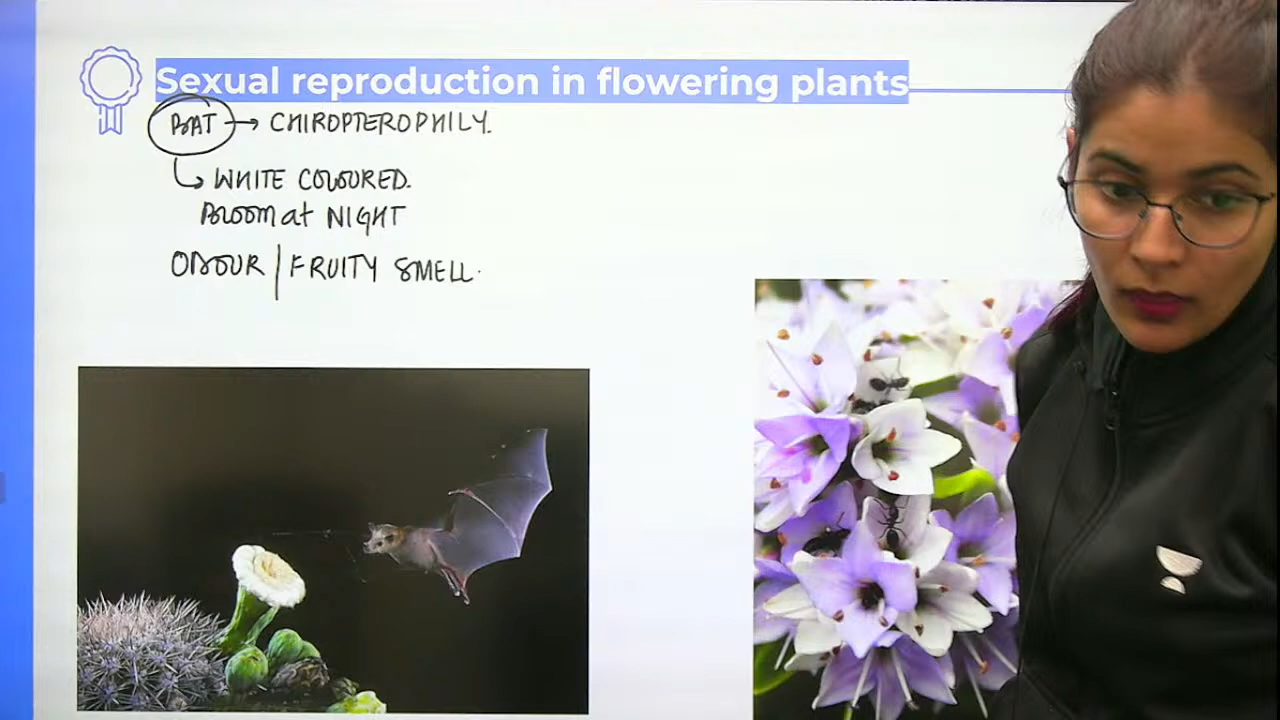 Sexual reproduction in flowering plants
BAT → CHIROPTEROPHILY.
WHITE COLOURED.
BLOOM at NIGHT
ODOUR / FRUITY SMELL.